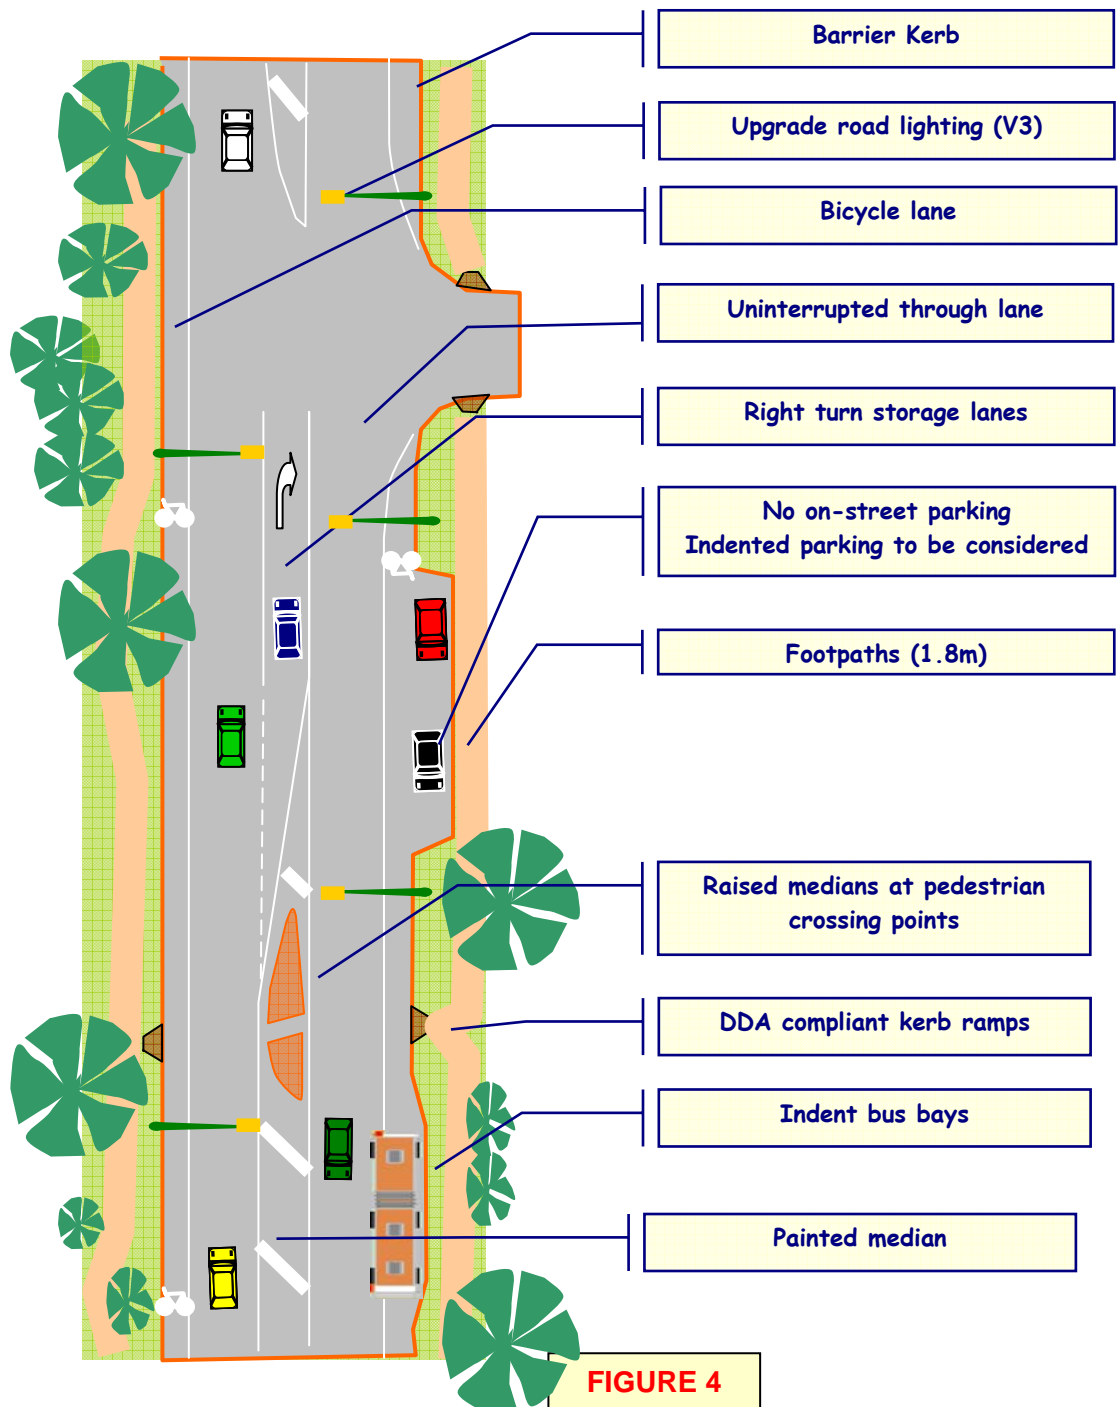 Barrier Kerb
Upgrade road lighting (V3)
Bicycle lane
Uninterrupted through lane
Right turn storage lanes
No on-street parking
Indented parking to be considered
Footpaths (1.8m)
Raised medians at pedestrian
crossing points
DDA compliant kerb ramps
Indent bus bays
Painted median
FIGURE 4